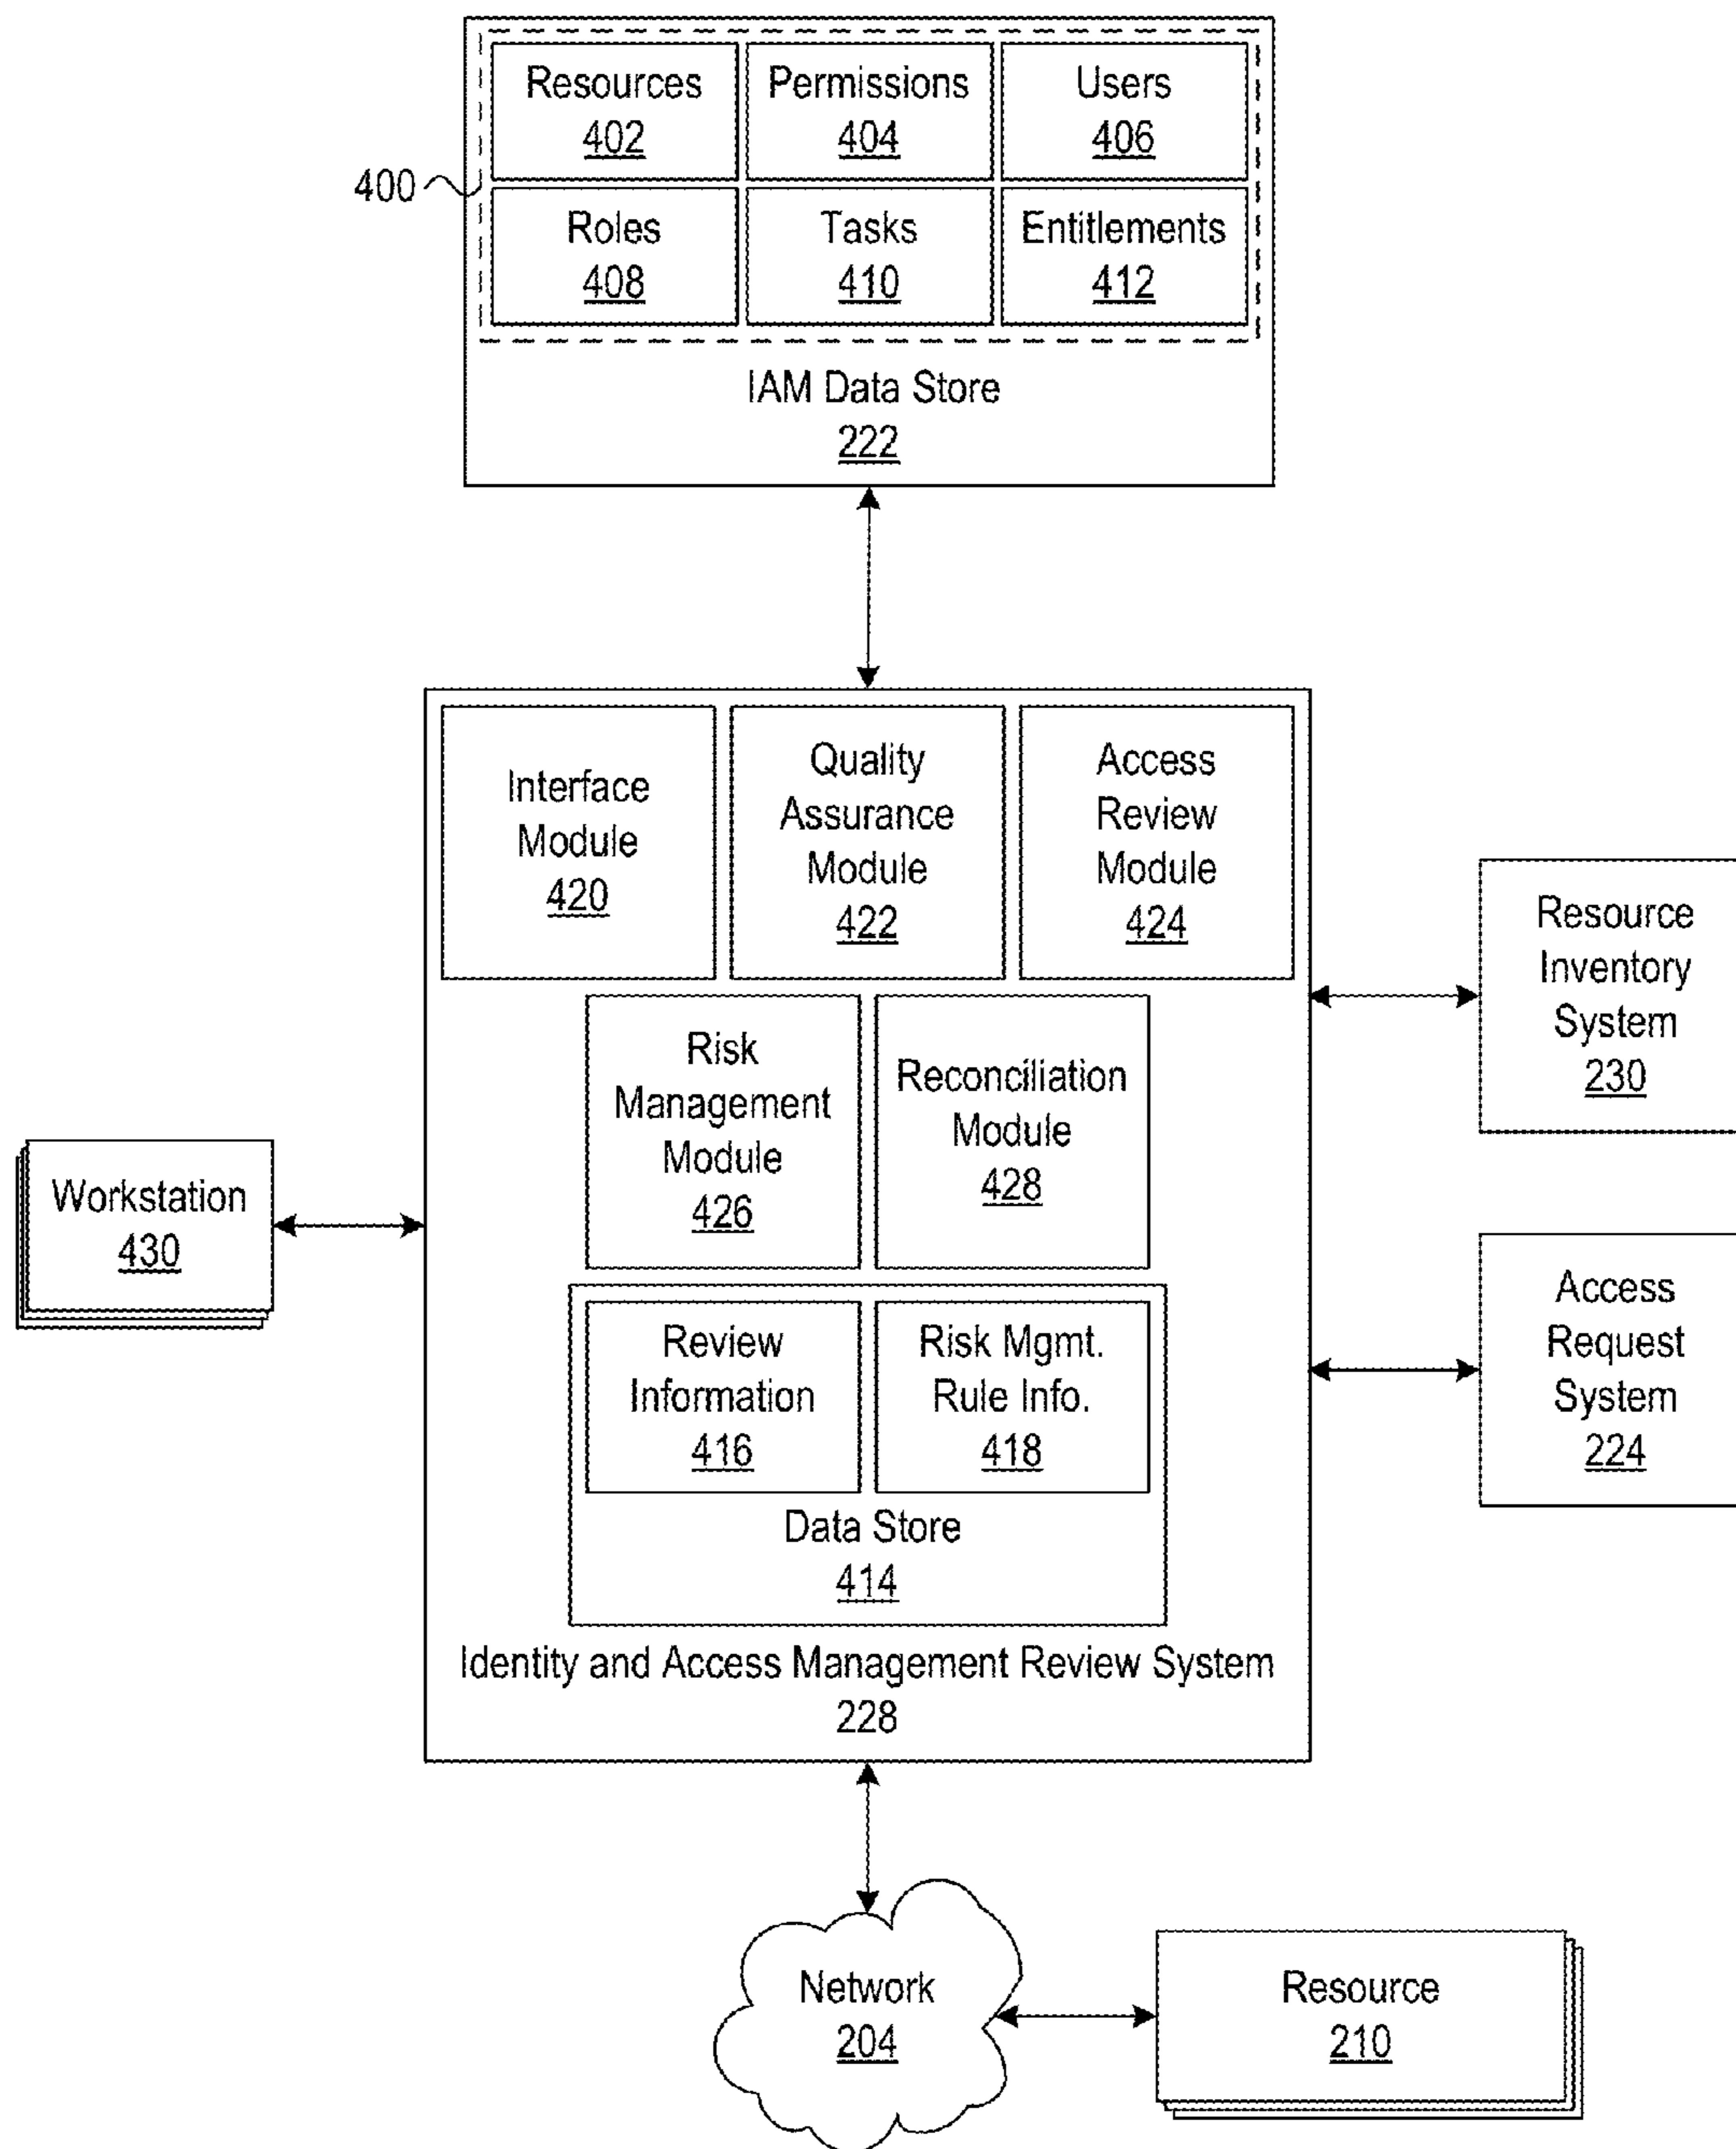 Resources
402
Permissions
404
Users
406
400
Roles
408
Tasks
410
Entitlements
412
IAM Data Store
222
Interface
Module
420
Quality
Assurance
Module
422
Access
Review
Module
424
Resource
Inventory
System
230
Risk
Management
Module
426
Reconciliation
Module
428
Workstation
430
Access
Request
System
224
Review
Information
416
Risk Mgmt.
Rule Info.
418
Data Store
414
Identity and Access Management Review System
228
Network
204
Resource
210